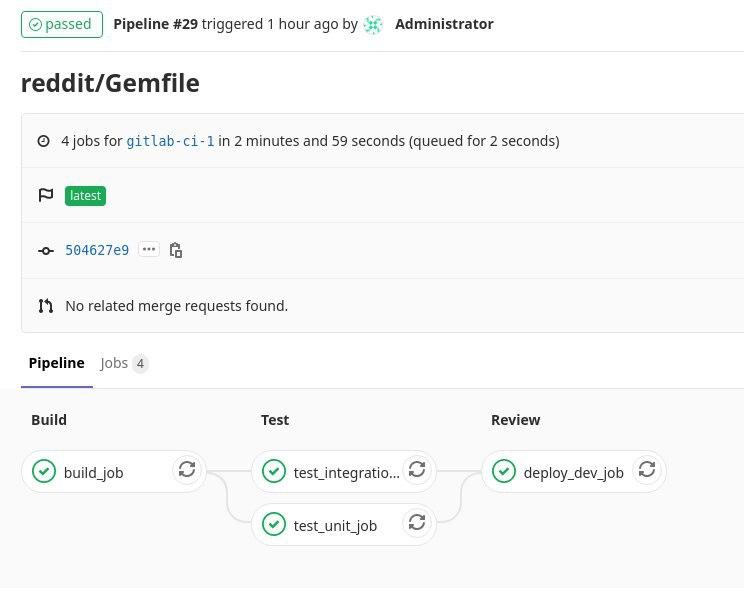 passed Pipeline #29 triggered 1 hour ago by Administrator
reddit/Gemfile
4 jobs for gitlab-ci-1 in 2 minutes and 59 seconds (queued for 2 seconds)
latest
504627e9 ...
No related merge requests found.
Pipeline Jobs 4
Build Test Review
build_job test_integratio... deploy_dev_job
test_unit_job